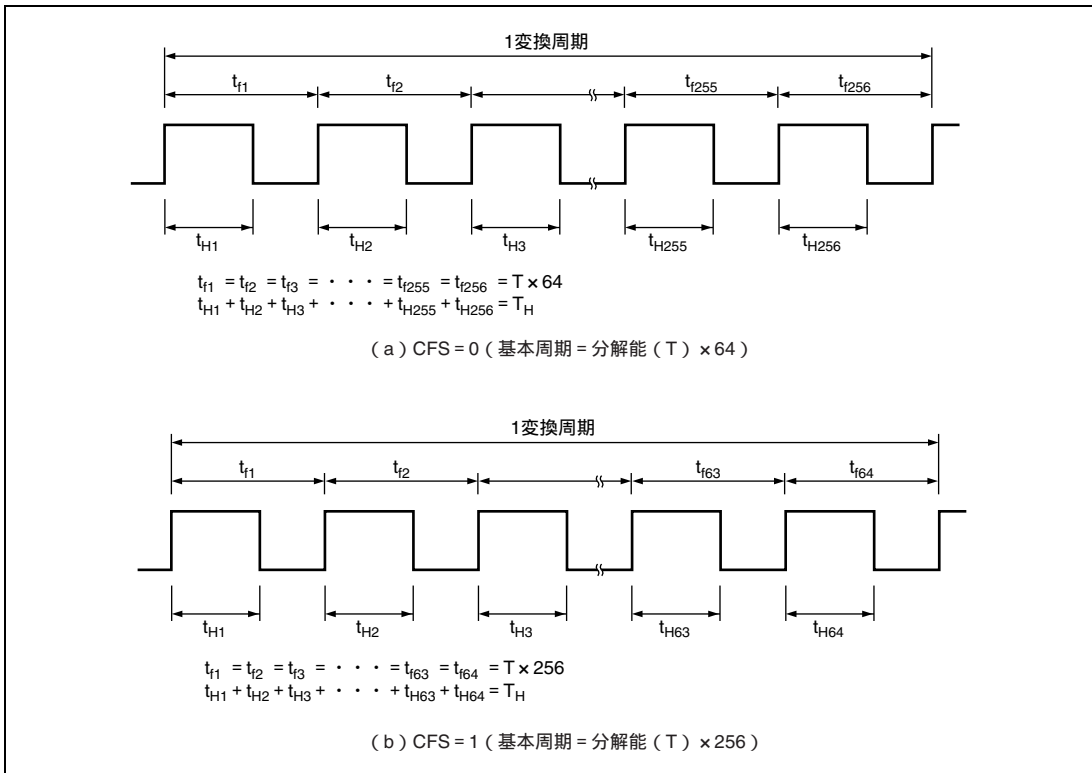 1変換周期
tf1 tf2 tf255 tf256
tH1 tH2 tH3 tH255 tH256
tf1 = tf2 = tf3 = ・・・ = tf255 = tf256 = T×64
tH1 + tH2 + tH3 + ・・・ + tH255 + tH256 = TH
(a) CFS = 0 (基本周期 = 分解能 (T) ×64)
1変換周期
tf1 tf2 tf63 tf64
tH1 tH2 tH3 tH63 tH64
tf1 = tf2 = tf3 = ・・・ = tf63 = tf64 = T×256
tH1 + tH2 + tH3 + ・・・ + tH63 + tH64 = TH
(b) CFS = 1 (基本周期 = 分解能 (T) ×256)